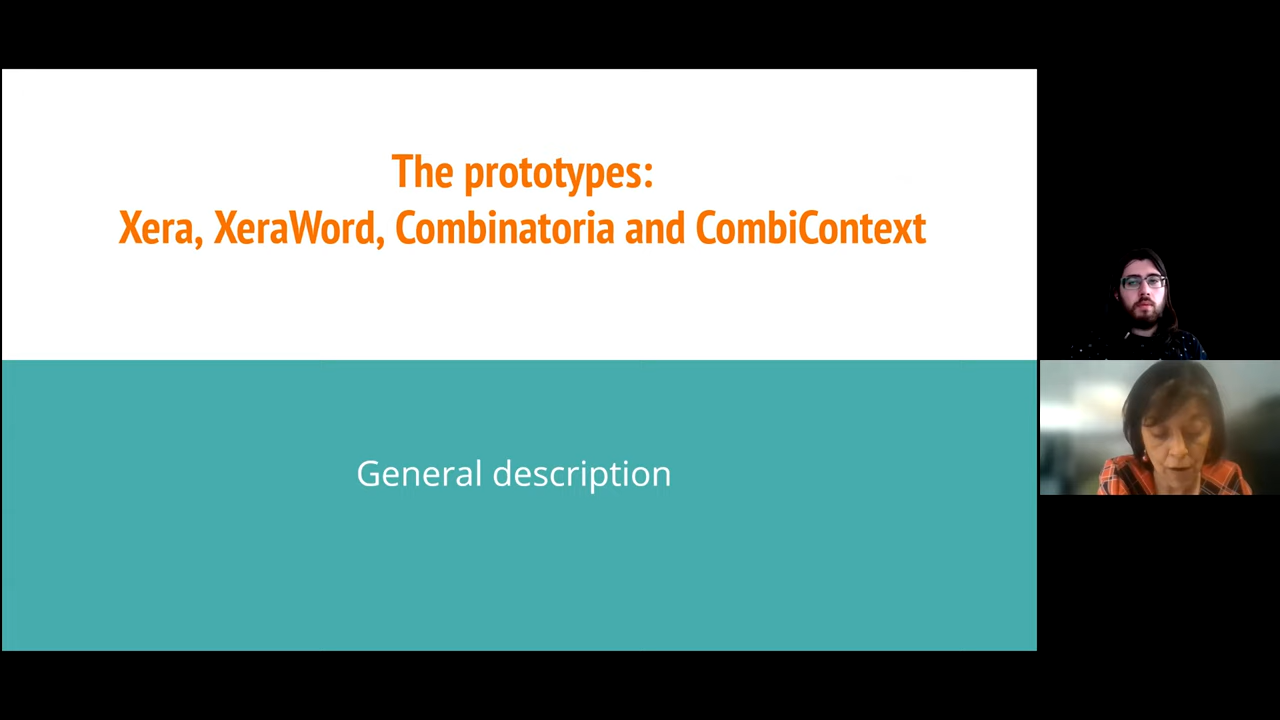 The prototypes:
Xera, XeraWord, Combinatoria and CombiContext
General description